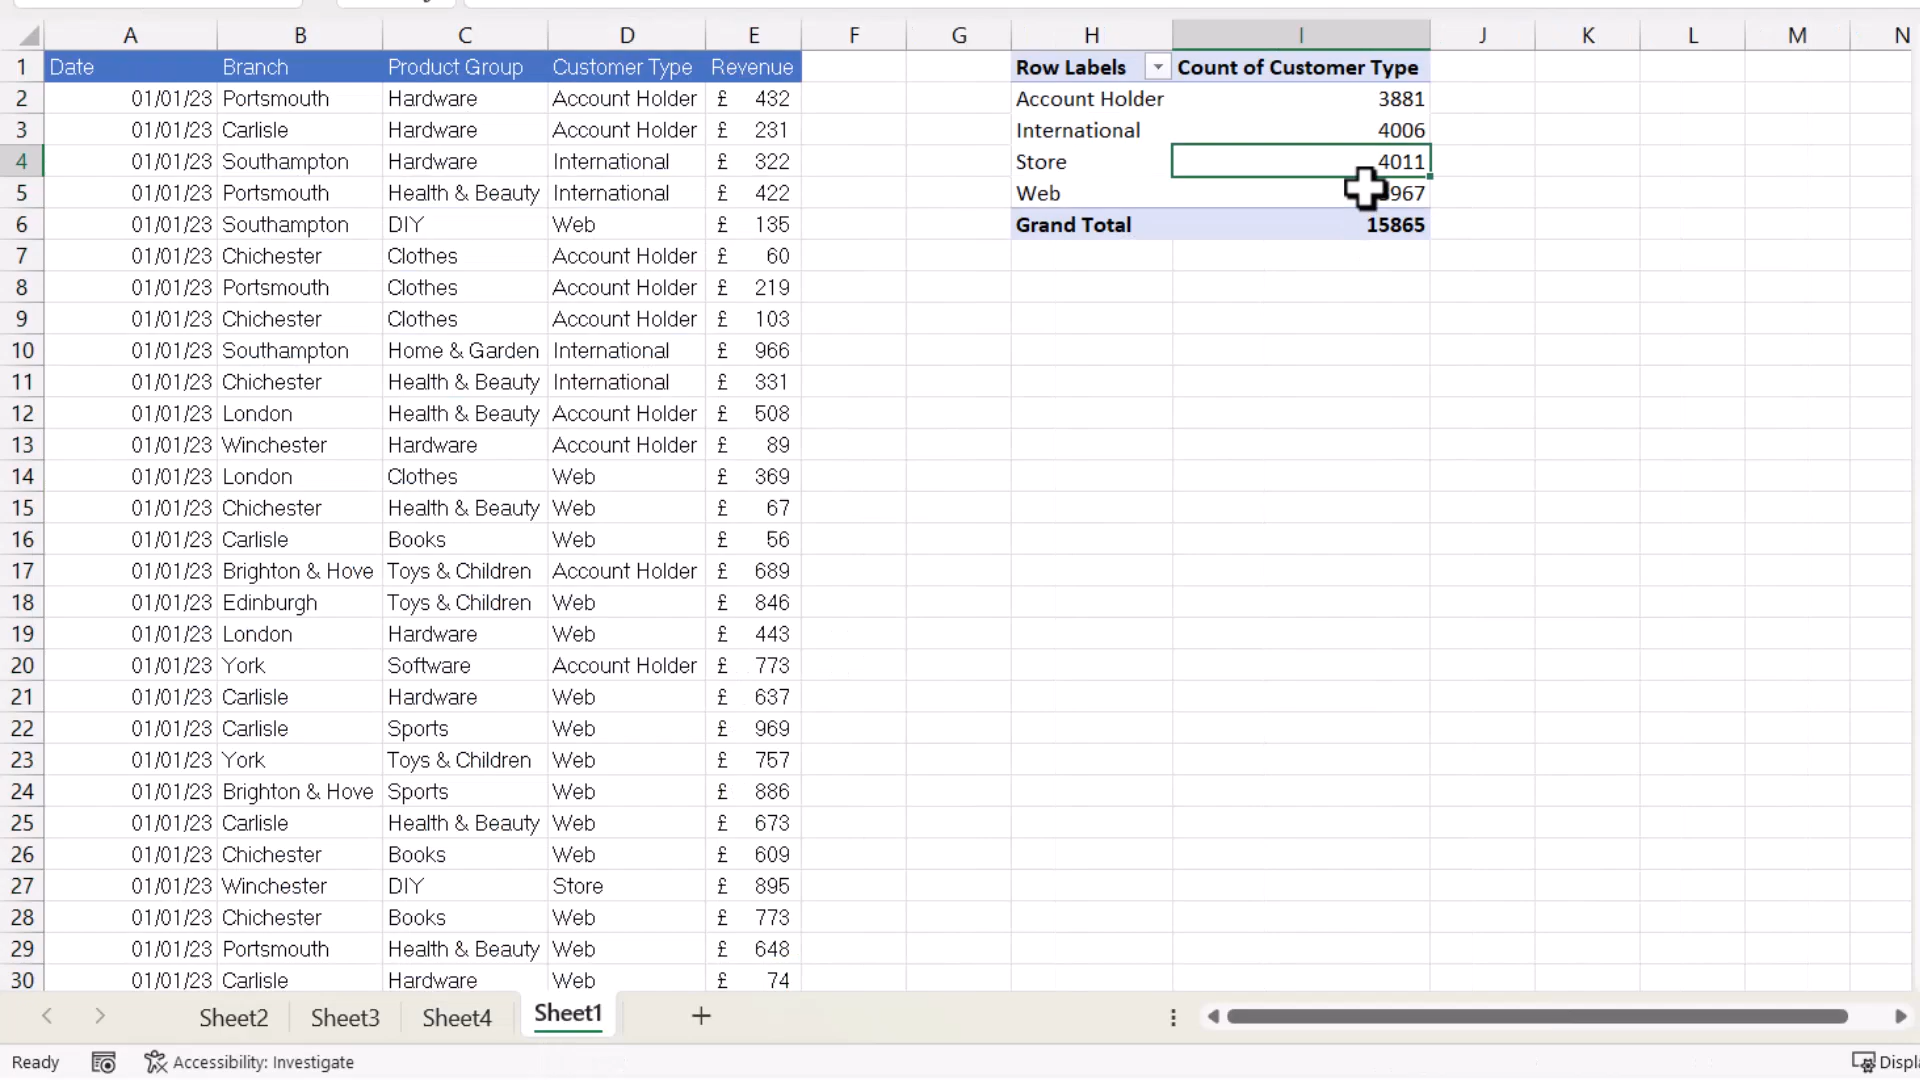 A B C D E F G H I J K L M N
1 Date Branch Product Group Customer Type Revenue Row Labels Count of Customer Type
2 01/01/23 Portsmouth Hardware Account Holder £ 432 Account Holder 3881
3 01/01/23 Carlisle Hardware Account Holder £ 231 International 4006
4 01/01/23 Southampton Hardware International £ 322 Store 4011
5 01/01/23 Portsmouth Health & Beauty International £ 422 Web 967
6 01/01/23 Southampton DIY Web £ 135 Grand Total 15865
7 01/01/23 Chichester Clothes Account Holder £ 60
8 01/01/23 Portsmouth Clothes Account Holder £ 219
9 01/01/23 Chichester Clothes Account Holder £ 103
10 01/01/23 Southampton Home & Garden International £ 966
11 01/01/23 Chichester Health & Beauty International £ 331
12 01/01/23 London Health & Beauty Account Holder £ 508
13 01/01/23 Winchester Hardware Account Holder £ 89
14 01/01/23 London Clothes Web £ 369
15 01/01/23 Chichester Health & Beauty Web £ 67
16 01/01/23 Carlisle Books Web £ 56
17 01/01/23 Brighton & Hove Toys & Children Account Holder £ 689
18 01/01/23 Edinburgh Toys & Children Web £ 846
19 01/01/23 London Hardware Web £ 443
20 01/01/23 York Software Account Holder £ 773
21 01/01/23 Carlisle Hardware Web £ 637
22 01/01/23 Carlisle Sports Web £ 969
23 01/01/23 York Toys & Children Web £ 757
24 01/01/23 Brighton & Hove Sports Web £ 886
25 01/01/23 Carlisle Health & Beauty Web £ 673
26 01/01/23 Chichester Books Web £ 609
27 01/01/23 Winchester DIY Store £ 895
28 01/01/23 Chichester Books Web £ 773
29 01/01/23 Portsmouth Health & Beauty Web £ 648
30 01/01/23 Carlisle Hardware Web £ 74
Sheet2 Sheet3 Sheet4 Sheet1
Ready Accessibility: Investigate Displ